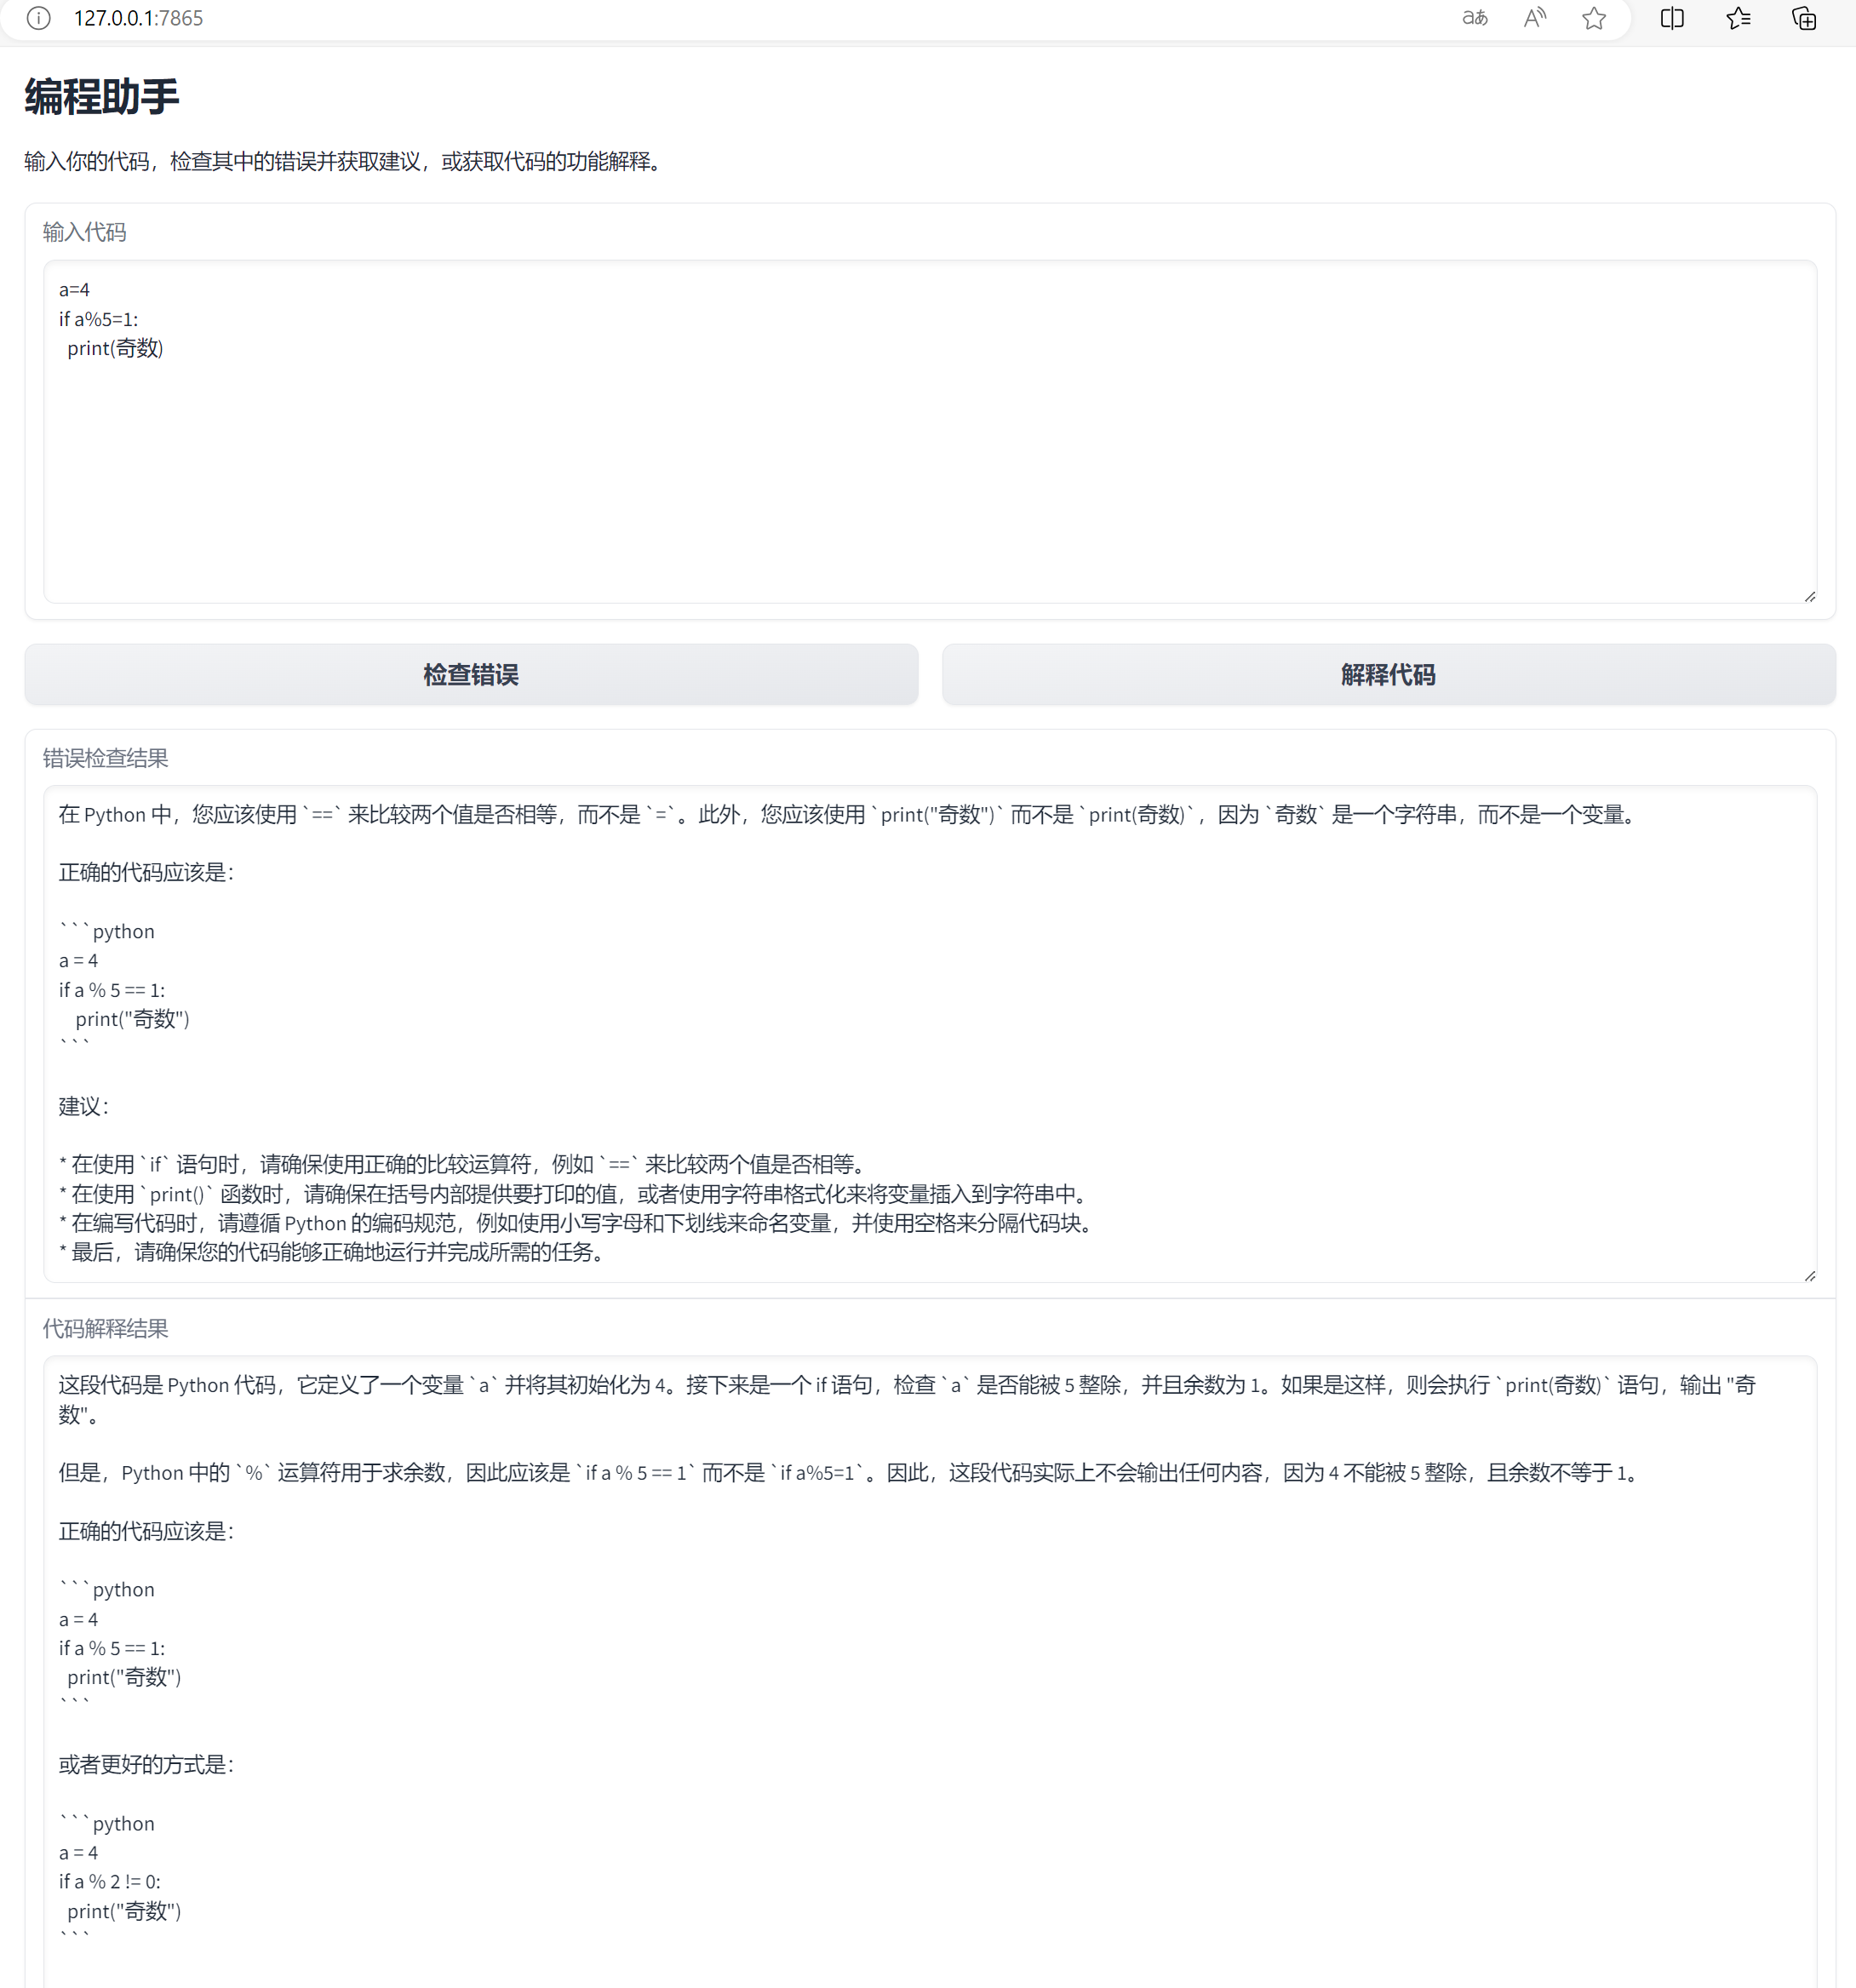 127.0.0.1:7865
编程助手
输入你的代码，检查其中的错误并获取建议，或获取代码的功能解释。
输入代码
a=4
if a%5=1:
  print(奇数)
检查错误
解释代码
错误检查结果
在 Python 中，您应该使用 `==` 来比较两个值是否相等，而不是 `=`。此外，您应该使用 `print("奇数")` 而不是 `print(奇数)`，因为 `奇数` 是一个字符串，而不是一个变量。
正确的代码应该是：
```python
a = 4
if a % 5 == 1:
    print("奇数")
```
建议：
* 在使用 `if` 语句时，请确保使用正确的比较运算符，例如 `==` 来比较两个值是否相等。
* 在使用 `print()` 函数时，请确保在括号内部提供要打印的值，或者使用字符串格式化来将变量插入到字符串中。
* 在编写代码时，请遵循 Python 的编码规范，例如使用小写字母和下划线来命名变量，并使用空格来分隔代码块。
* 最后，请确保您的代码能够正确地运行并完成所需的任务。
代码解释结果
这段代码是 Python 代码，它定义了一个变量 `a` 并将其初始化为 4。接下来是一个 if 语句，检查 `a` 是否能被 5 整除，并且余数为 1。如果是这样，则会执行 `print(奇数)` 语句，输出 "奇
数"。
但是，Python 中的 `%` 运算符用于求余数，因此应该是 `if a % 5 == 1` 而不是 `if a%5=1`。因此，这段代码实际上不会输出任何内容，因为 4 不能被 5 整除，且余数不等于 1。
正确的代码应该是：
```python
a = 4
if a % 5 == 1:
  print("奇数")
```
或者更好的方式是：
```python
a = 4
if a % 2 != 0:
  print("奇数")
```